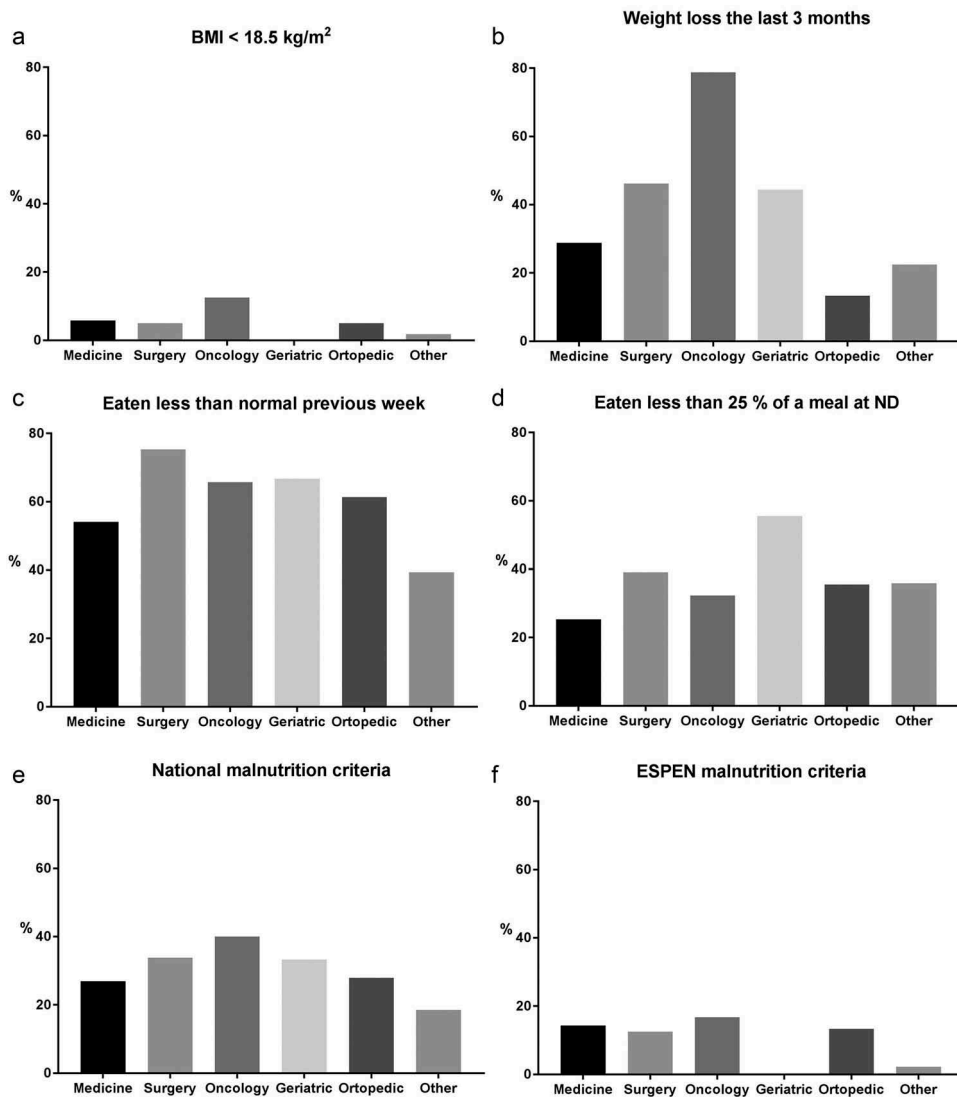 a
BMI < 18.5 kg/m²
80
60
%
40
20
0
Medicine Surgery Oncology Geriatric Ortopedic Other
b
Weight loss the last 3 months
80
60
%
40
20
0
Medicine Surgery Oncology Geriatric Ortopedic Other
c
Eaten less than normal previous week
80
60
%
40
20
0
Medicine Surgery Oncology Geriatric Ortopedic Other
d
Eaten less than 25 % of a meal at ND
80
60
%
40
20
0
Medicine Surgery Oncology Geriatric Ortopedic Other
e
National malnutrition criteria
80
60
%
40
20
0
Medicine Surgery Oncology Geriatric Ortopedic Other
f
ESPEN malnutrition criteria
80
60
%
40
20
0
Medicine Surgery Oncology Geriatric Ortopedic Other